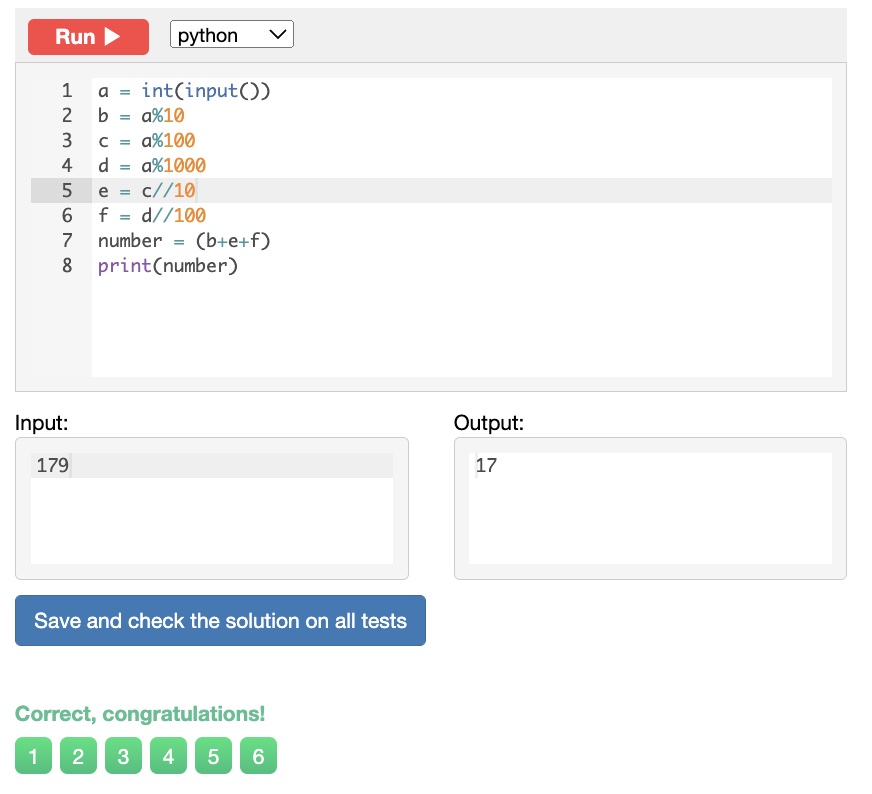 Run ▶ python
1 a = int(input())
2 b = a%10
3 c = a%100
4 d = a%1000
5 e = c//10
6 f = d//100
7 number = (b+e+f)
8 print(number)
Input: Output:
179 17
Save and check the solution on all tests
Correct, congratulations!
1 2 3 4 5 6